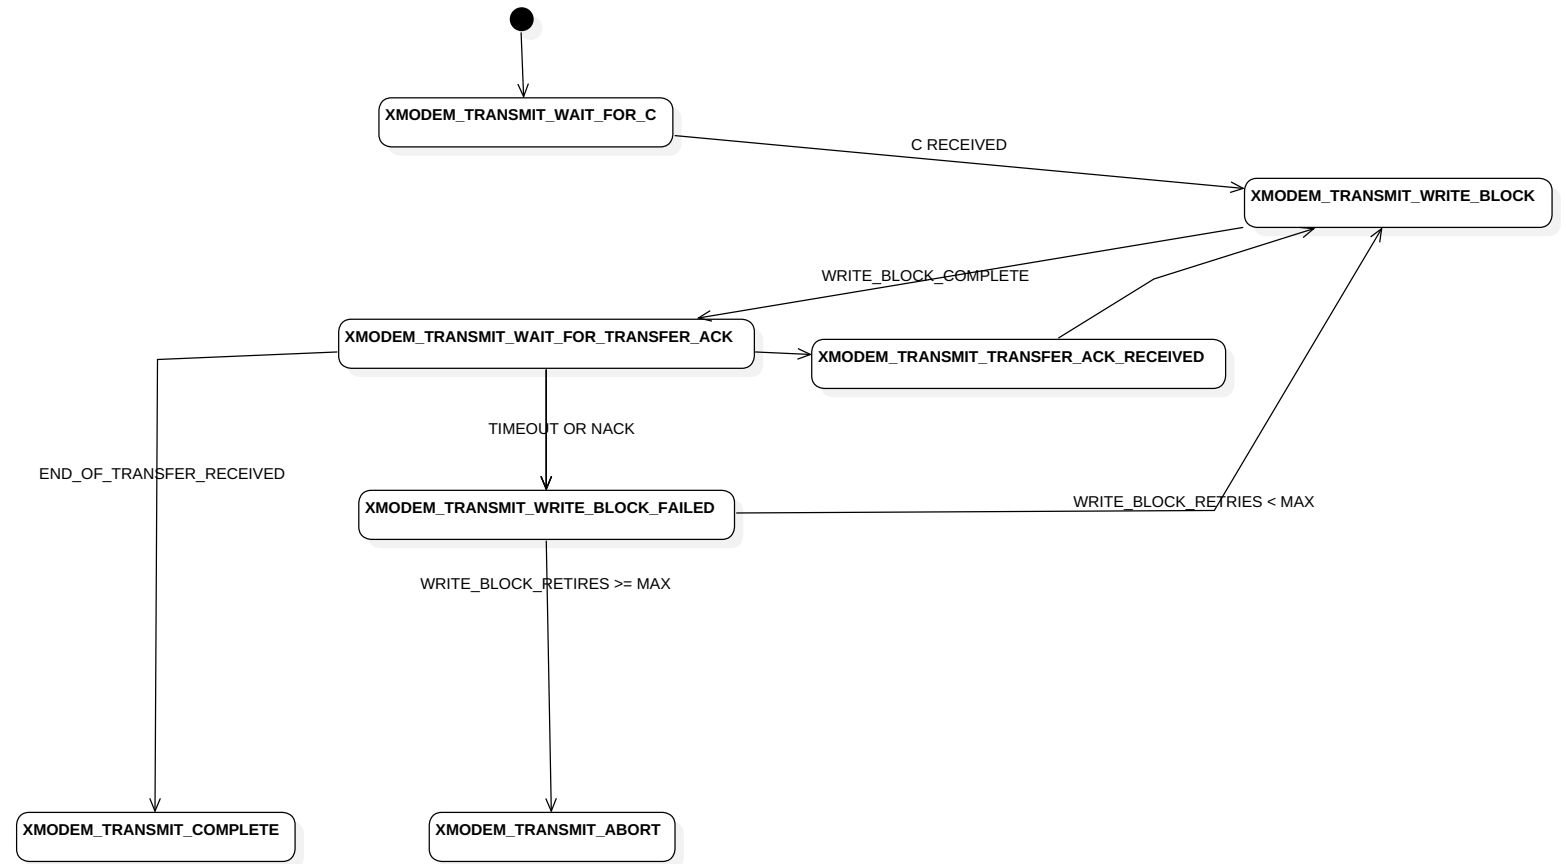 XMODEM_TRANSMIT_WAIT_FOR_C
C RECEIVED
XMODEM_TRANSMIT_WRITE_BLOCK
WRITE_BLOCK_COMPLETE
XMODEM_TRANSMIT_WAIT_FOR_TRANSFER_ACK
XMODEM_TRANSMIT_TRANSFER_ACK_RECEIVED
TIMEOUT OR NACK
END_OF_TRANSFER_RECEIVED
XMODEM_TRANSMIT_WRITE_BLOCK_FAILED
WRITE_BLOCK_RETRIES < MAX
WRITE_BLOCK_RETIRES >= MAX
XMODEM_TRANSMIT_COMPLETE
XMODEM_TRANSMIT_ABORT